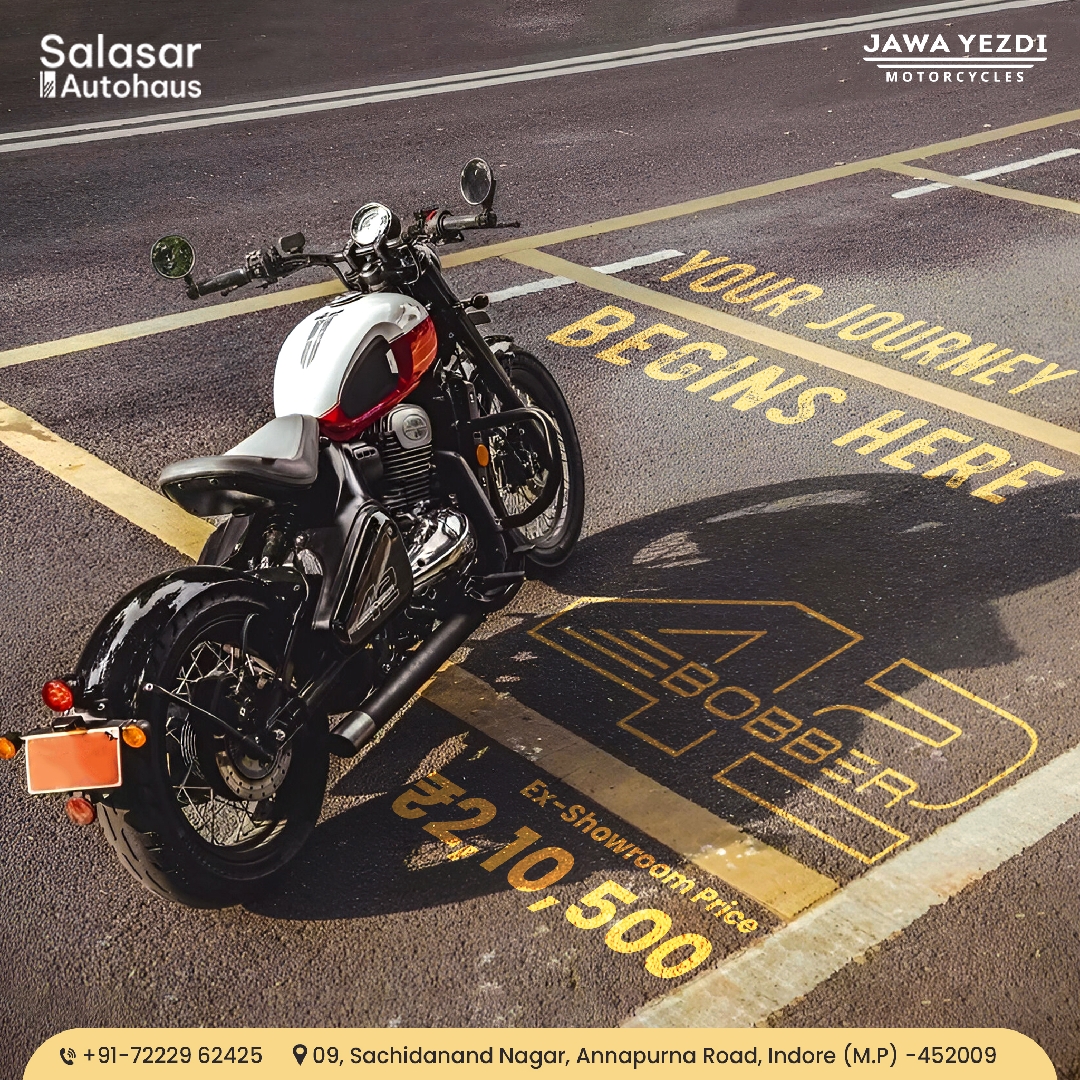 Salasar
Autohaus
JAWA YEZDI
MOTORCYCLES
YOUR JOURNEY
BEGINS HERE
42
BOBBER
Ex-Showroom Price
₹2,10,500
+91-72229 62425
09, Sachidanand Nagar, Annapurna Road, Indore (M.P) -452009